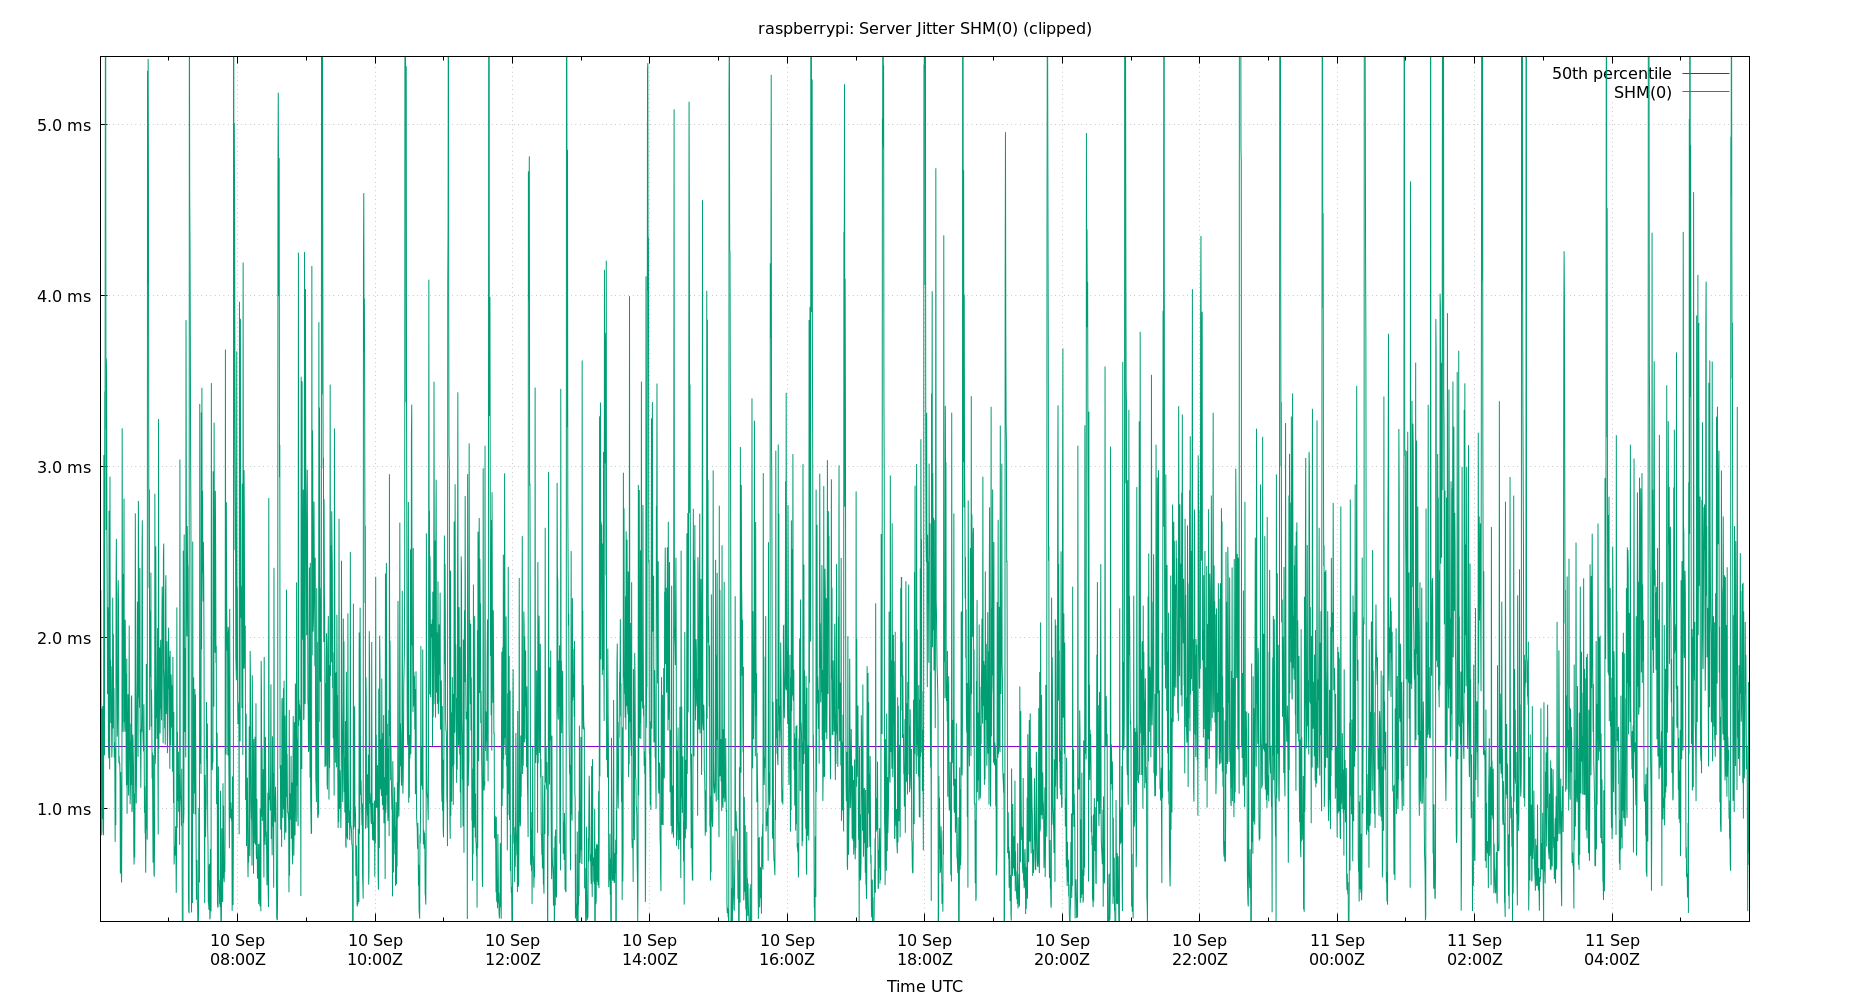 raspberrypi: Server Jitter SHM(0) (clipped)
50th percentile
SHM(0)
5.0 ms
4.0 ms
3.0 ms
2.0 ms
1.0 ms
10 Sep 10 Sep 10 Sep 10 Sep 10 Sep 10 Sep 10 Sep 10 Sep 11 Sep 11 Sep 11 Sep
08:00Z 10:00Z 12:00Z 14:00Z 16:00Z 18:00Z 20:00Z 22:00Z 00:00Z 02:00Z 04:00Z
Time UTC